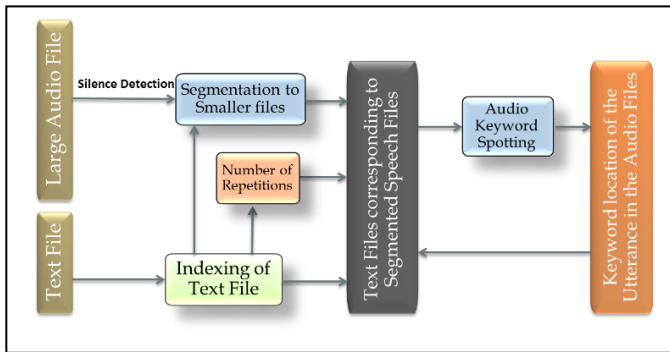 Large Audio File
Silence Detection
Segmentation to
Smaller files
Number of
Repetitions
Text File
Indexing of
Text File
Text Files corresponding to
Segmented Speech Files
Audio
Keyword
Spotting
Keyword location of the
Utterance in the Audio Files